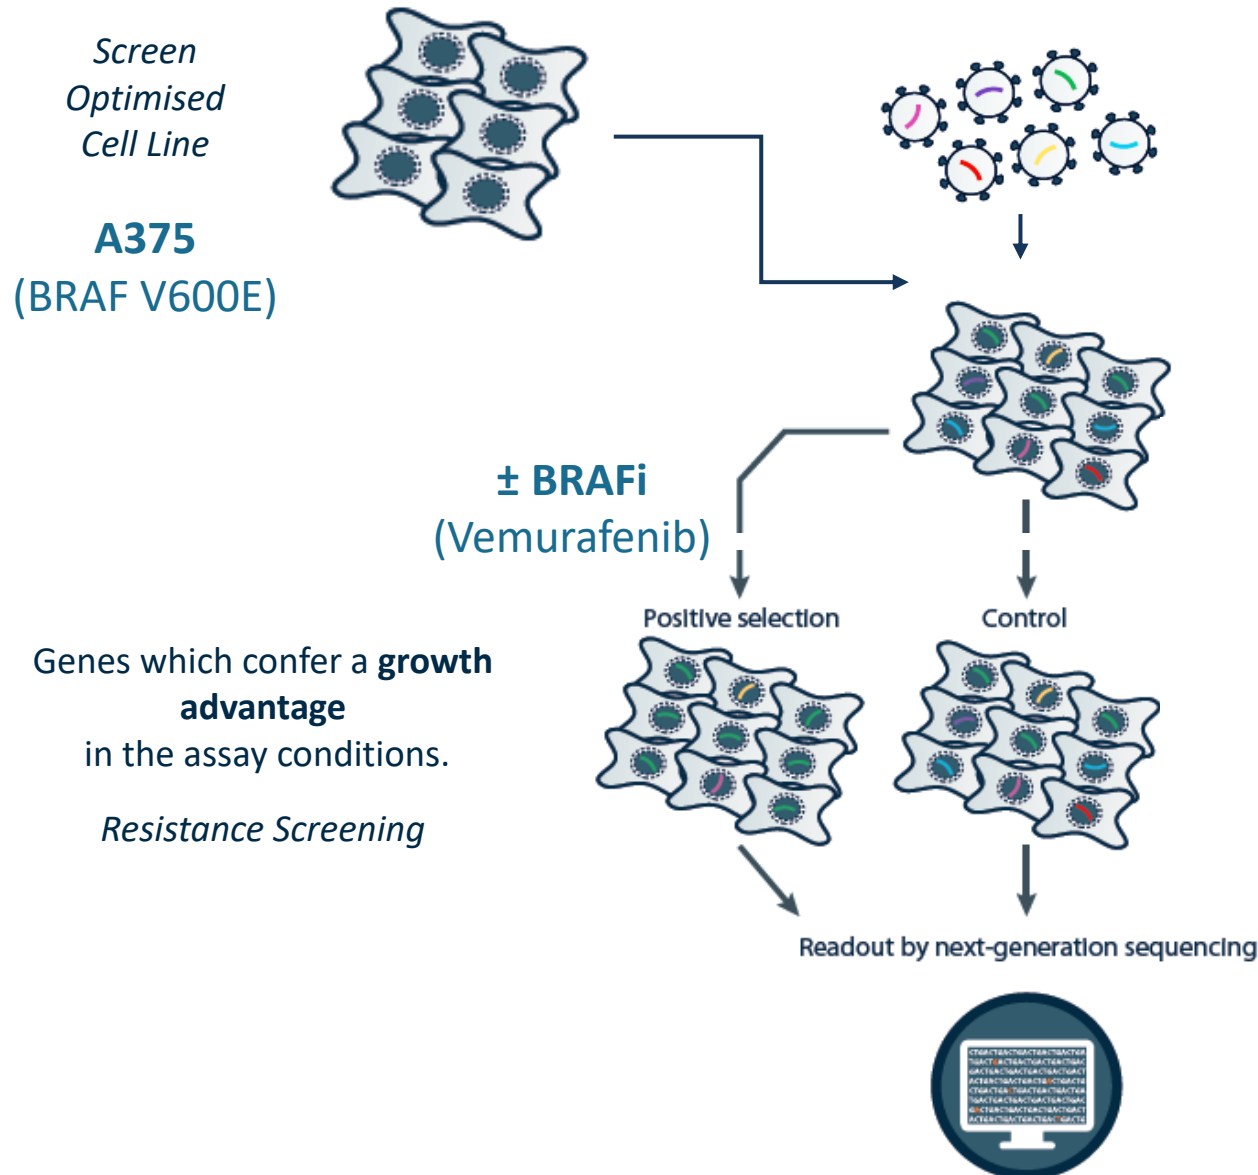 Screen
Optimised
Cell Line
A375
(BRAF V600E)
± BRAFi
(Vemurafenib)
Positive selection
Control
Genes which confer a growth
advantage
in the assay conditions.
Resistance Screening
Readout by next-generation sequencing